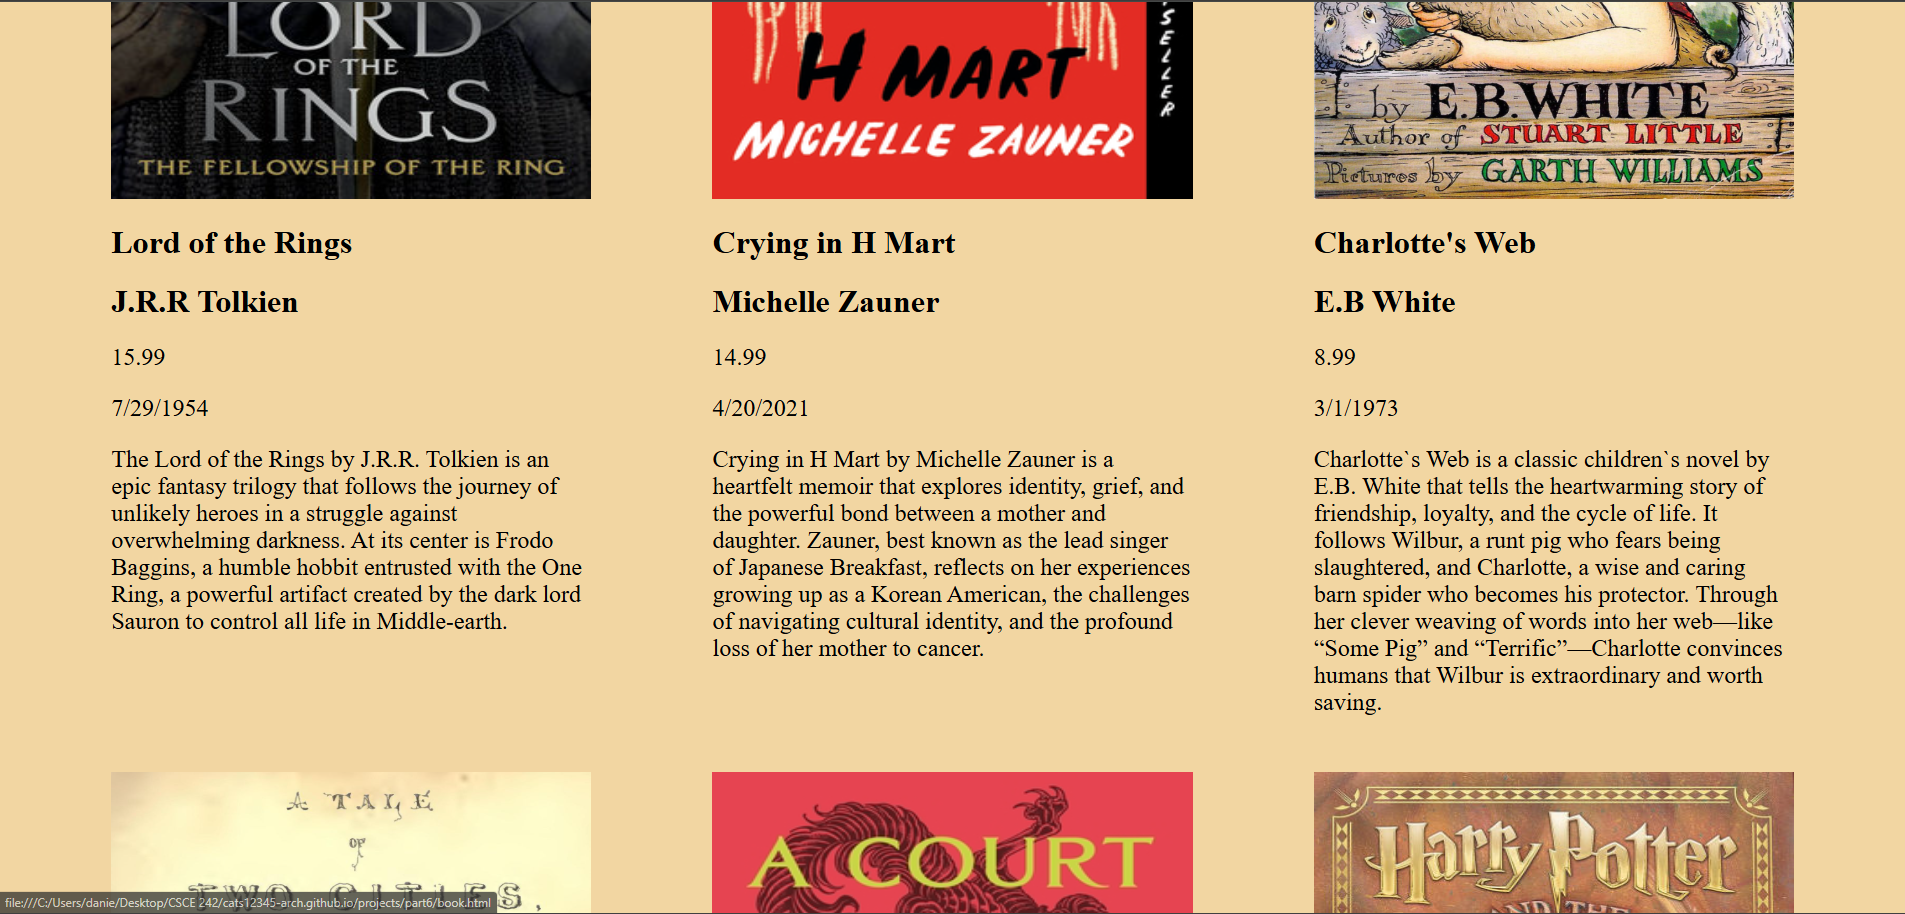 LORD
OF THE
RINGS
THE FELLOWSHIP OF THE RING
H MART
MICHELLE ZAUNER
SELLER
by E.B.WHITE
Author of STUART LITTLE
Pictures by GARTH WILLIAMS
Lord of the Rings
J.R.R Tolkien
15.99
7/29/1954
The Lord of the Rings by J.R.R. Tolkien is an
epic fantasy trilogy that follows the journey of
unlikely heroes in a struggle against
overwhelming darkness. At its center is Frodo
Baggins, a humble hobbit entrusted with the One
Ring, a powerful artifact created by the dark lord
Sauron to control all life in Middle-earth.
Crying in H Mart
Michelle Zauner
14.99
4/20/2021
Crying in H Mart by Michelle Zauner is a
heartfelt memoir that explores identity, grief, and
the powerful bond between a mother and
daughter. Zauner, best known as the lead singer
of Japanese Breakfast, reflects on her experiences
growing up as a Korean American, the challenges
of navigating cultural identity, and the profound
loss of her mother to cancer.
Charlotte's Web
E.B White
8.99
3/1/1973
Charlotte`s Web is a classic children`s novel by
E.B. White that tells the heartwarming story of
friendship, loyalty, and the cycle of life. It
follows Wilbur, a runt pig who fears being
slaughtered, and Charlotte, a wise and caring
barn spider who becomes his protector. Through
her clever weaving of words into her web—like
“Some Pig” and “Terrific”—Charlotte convinces
humans that Wilbur is extraordinary and worth
saving.
A TALE
OF
TWO CITIES.
A COURT
Harry Potter
AND THE
file:///C:/Users/danie/Desktop/CSCE 242/cats12345-arch.github.io/projects/part6/book.html